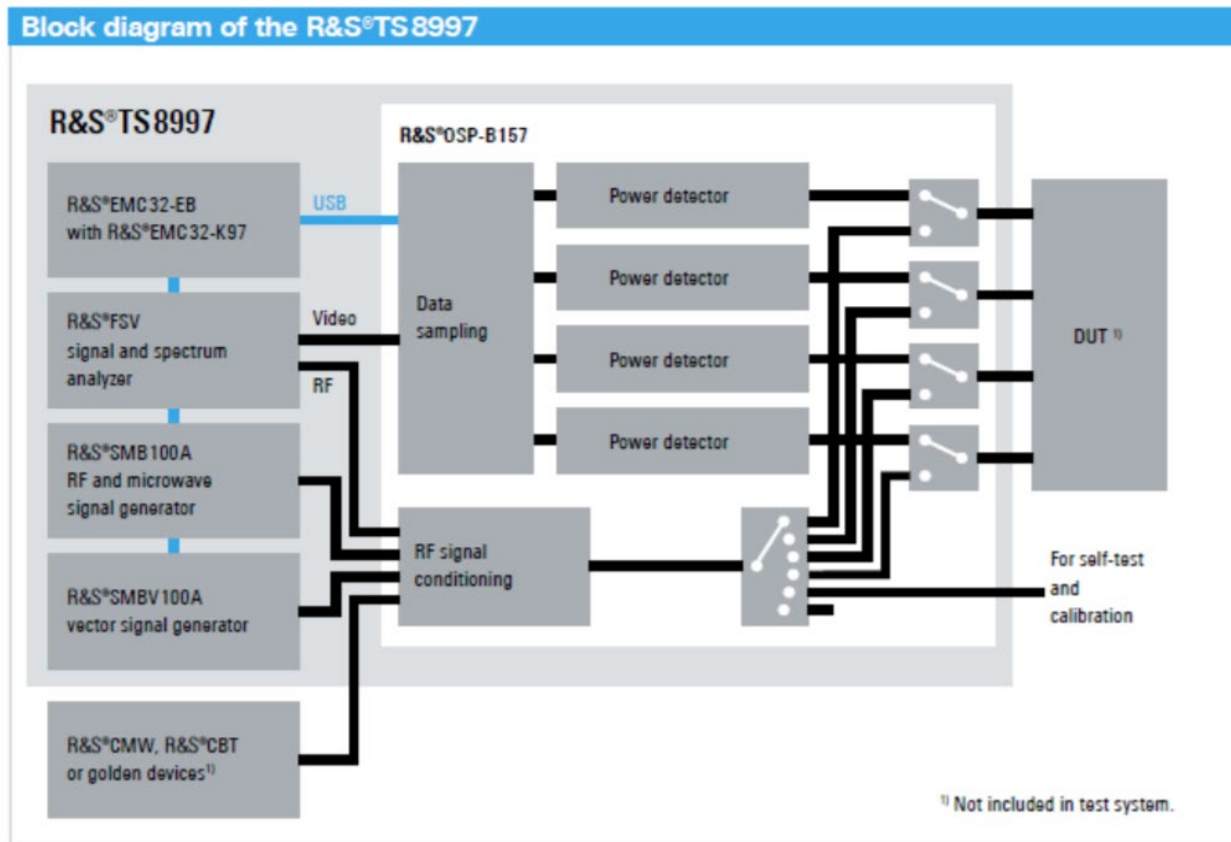 Block diagram of the R&S®TS8997
R&S®TS8997
R&S®OSP-B157
R&S®EMC32-EB
with R&S®EMC32-K97
USB
R&S®FSV
signal and spectrum
analyzer
Video
RF
R&S®SMB100A
RF and microwave
signal generator
R&S®SMBV100A
vector signal generator
R&S®CMW, R&S®CBT
or golden devices¹⁾
Data
sampling
Power detector
Power detector
Power detector
Power detector
RF signal
conditioning
DUT ¹⁾
For self-test
and
calibration
¹⁾ Not included in test system.